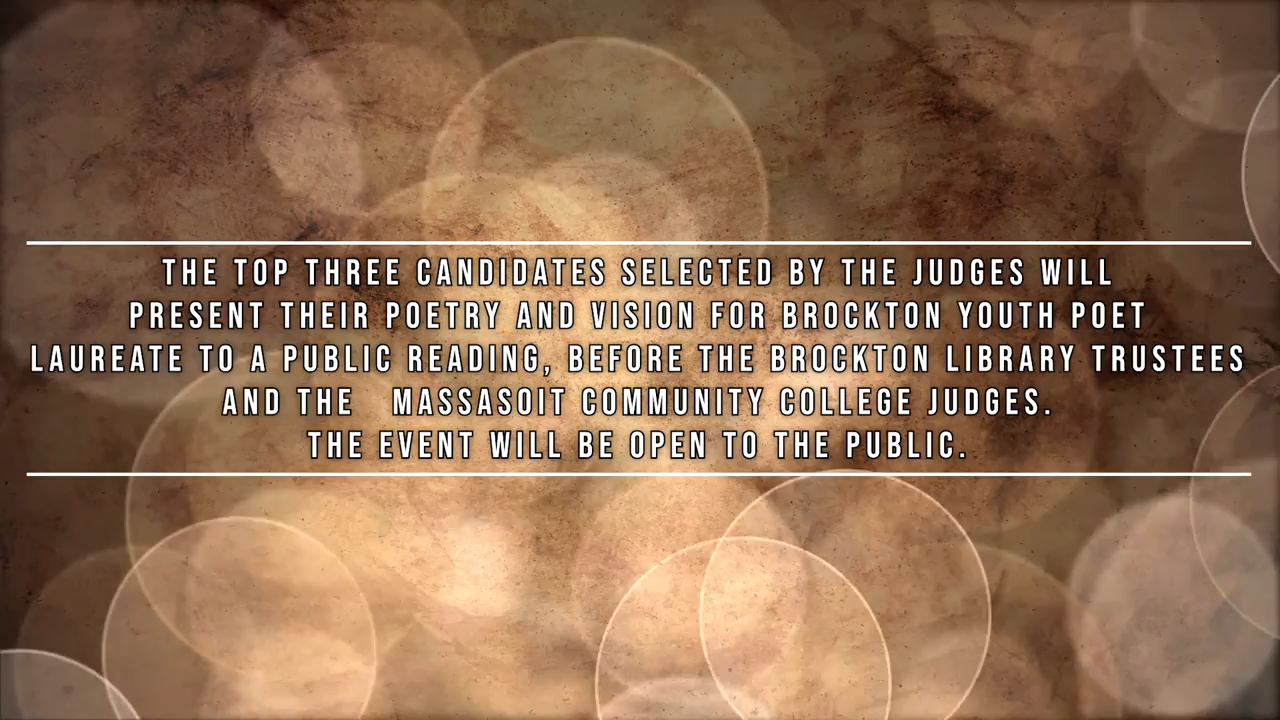 THE TOP THREE CANDIDATES SELECTED BY THE JUDGES WILL
PRESENT THEIR POETRY AND VISION FOR BROCKTON YOUTH POET
LAUREATE TO A PUBLIC READING, BEFORE THE BROCKTON LIBRARY TRUSTEES
AND THE   MASSASOIT COMMUNITY COLLEGE JUDGES.
THE EVENT WILL BE OPEN TO THE PUBLIC.